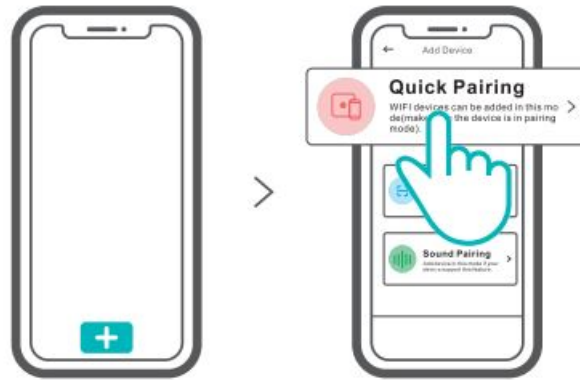 Add Device
Quick Pairing
WIFI devices can be added in this mo
de(make the device is in pairing
mode).
Sound Pairing